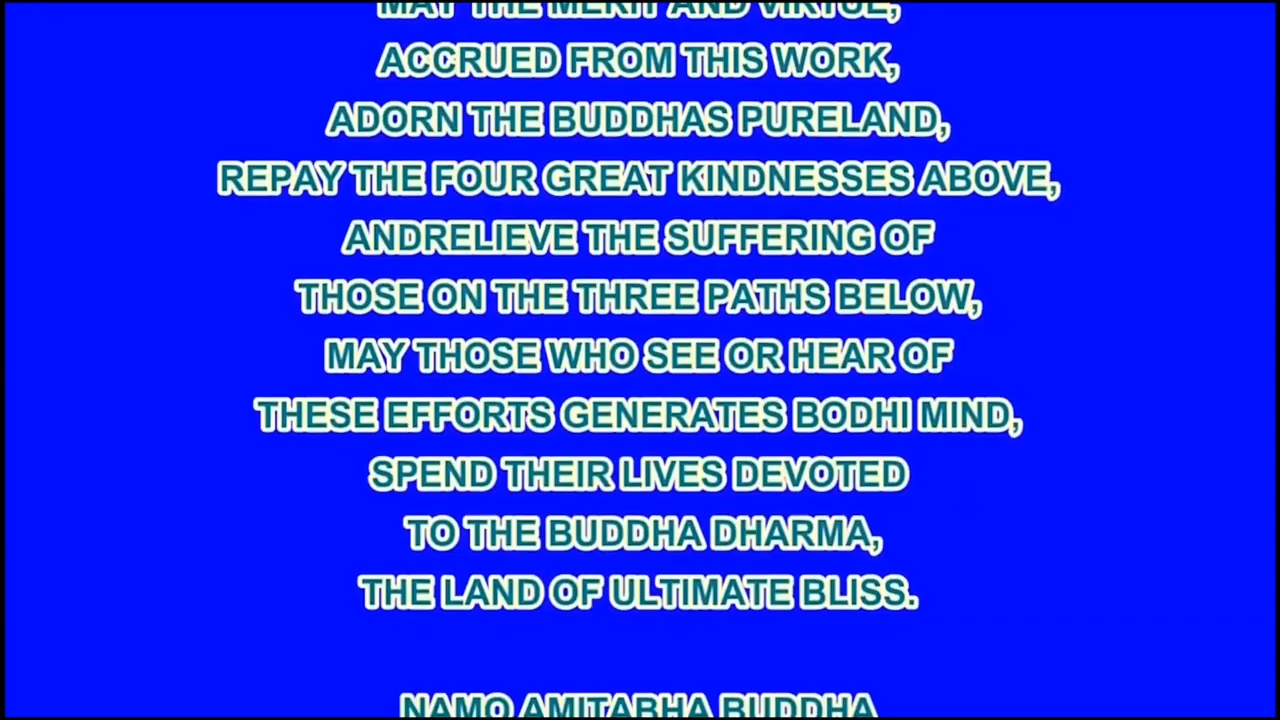 MAY THE MERIT AND VIRTUE,
ACCRUED FROM THIS WORK,
ADORN THE BUDDHAS PURELAND,
REPAY THE FOUR GREAT KINDNESSES ABOVE,
ANDRELIEVE THE SUFFERING OF
THOSE ON THE THREE PATHS BELOW,
MAY THOSE WHO SEE OR HEAR OF
THESE EFFORTS GENERATES BODHI MIND,
SPEND THEIR LIVES DEVOTED
TO THE BUDDHA DHARMA,
THE LAND OF ULTIMATE BLISS.
NAMO AMITABHA BUDDHA